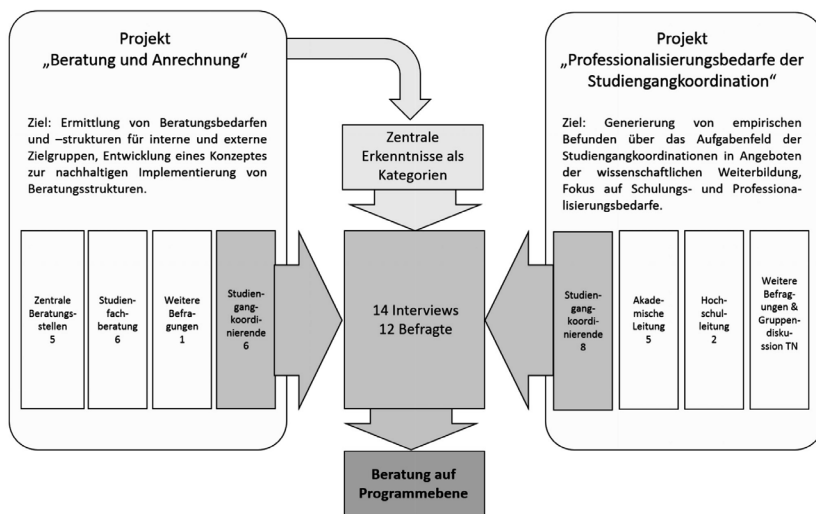 Projekt
„Beratung und Anrechnung“
Ziel: Ermittlung von Beratungsbedarfen
und –strukturen für interne und externe
Zielgruppen, Entwicklung eines Konzeptes
zur nachhaltigen Implementierung von
Beratungsstrukturen.
Zentrale
Beratungs-
stellen
5
Studien-
fach-
beratung
6
Weitere
Befra-
gungen
1
Studien-
gang-
koordi-
nierende
6
Zentrale
Erkenntnisse als
Kategorien
14 Interviews
12 Befragte
Beratung auf
Programmebene
Projekt
„Professionalisierungsbedarfe der
Studiengangkoordination“
Ziel: Generierung von empirischen
Befunden über das Aufgabenfeld der
Studiengangkoordinationen in Angeboten
der wissenschaftlichen Weiterbildung,
Fokus auf Schulungs- und Professiona-
lisierungsbedarfe.
Studien-
gang-
koordi-
nierende
8
Akade-
mische
Leitung
5
Hoch-
schul-
leitung
2
Weitere
Befrag-
ungen &
Gruppen-
disku-
ssion TN